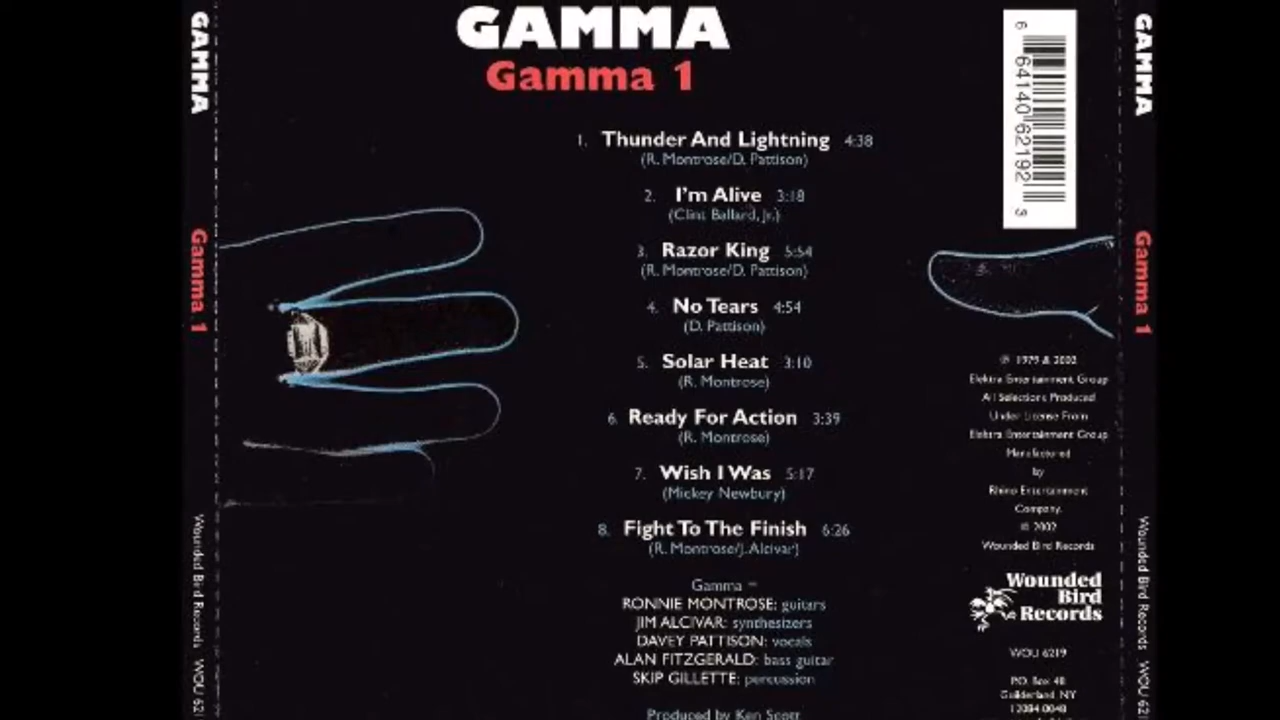 GAMMA
Gamma 1
1. Thunder And Lightning 4:38
(R. Montrose/D. Pattison)
2. I'm Alive 3:18
(Clint Ballard, Jr.)
3. Razor King 5:54
(R. Montrose/D. Pattison)
4. No Tears 4:54
(D. Pattison)
5. Solar Heat 3:10
(R. Montrose)
6. Ready For Action 3:39
(R. Montrose)
7. Wish I Was 5:17
(Mickey Newbury)
8. Fight To The Finish 6:26
(R. Montrose/J. Alcivar)
Gamma =
RONNIE MONTROSE: guitars
JIM ALCIVAR: synthesizers
DAVEY PATTISON: vocals
ALAN FITZGERALD: bass guitar
SKIP GILLETTE: percussion
Produced by Ken Scott
6 64140 62192 3
℗ 1979 & 2002
Elektra Entertainment Group
All Selections Produced
Under License From
Elektra Entertainment Group
Manufactured
by
Rhino Entertainment
Company.
© 2002
Wounded Bird Records
Wounded
Bird
Records
WOU 6219
P.O. Box 48
Guilderland, NY
12084-0048
GAMMA
Gamma 1
Wounded Bird Records WOU 621
GAMMA
Gamma 1
Wounded Bird Records WOU 621